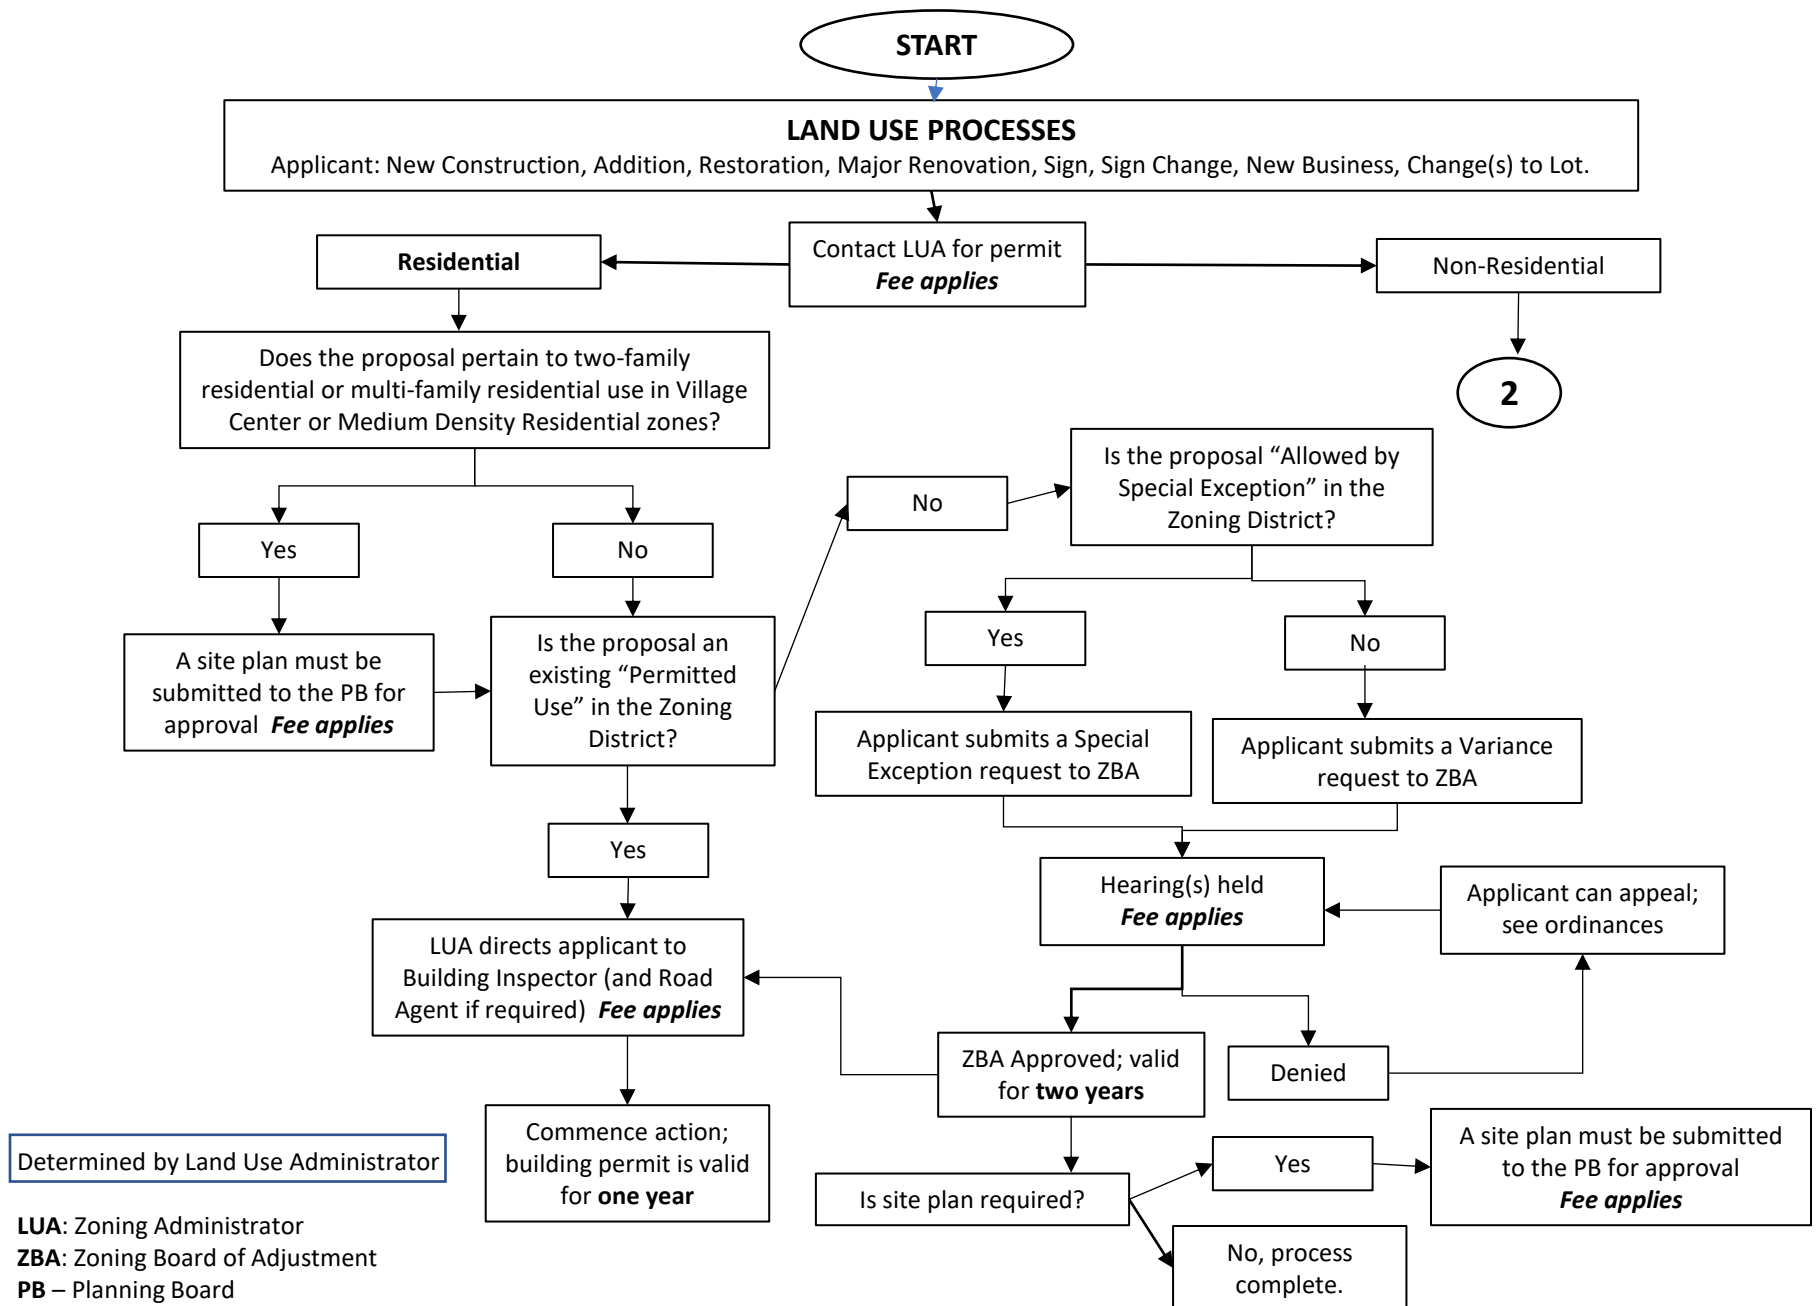 START
LAND USE PROCESSES
Applicant: New Construction, Addition, Restoration, Major Renovation, Sign, Sign Change, New Business, Change(s) to Lot.
Contact LUA for permit
Fee applies
Residential
Non-Residential
2
Does the proposal pertain to two-family
residential or multi-family residential use in Village
Center or Medium Density Residential zones?
Yes
No
A site plan must be
submitted to the PB for
approval Fee applies
Is the proposal an
existing “Permitted
Use” in the Zoning
District?
No
Is the proposal “Allowed by
Special Exception” in the
Zoning District?
Yes
No
Applicant submits a Special
Exception request to ZBA
Applicant submits a Variance
request to ZBA
Yes
Hearing(s) held
Fee applies
Applicant can appeal;
see ordinances
LUA directs applicant to
Building Inspector (and Road
Agent if required) Fee applies
ZBA Approved; valid
for two years
Denied
Commence action;
building permit is valid
for one year
Is site plan required?
Yes
A site plan must be submitted
to the PB for approval
Fee applies
No, process
complete.
Determined by Land Use Administrator
LUA: Zoning Administrator
ZBA: Zoning Board of Adjustment
PB – Planning Board